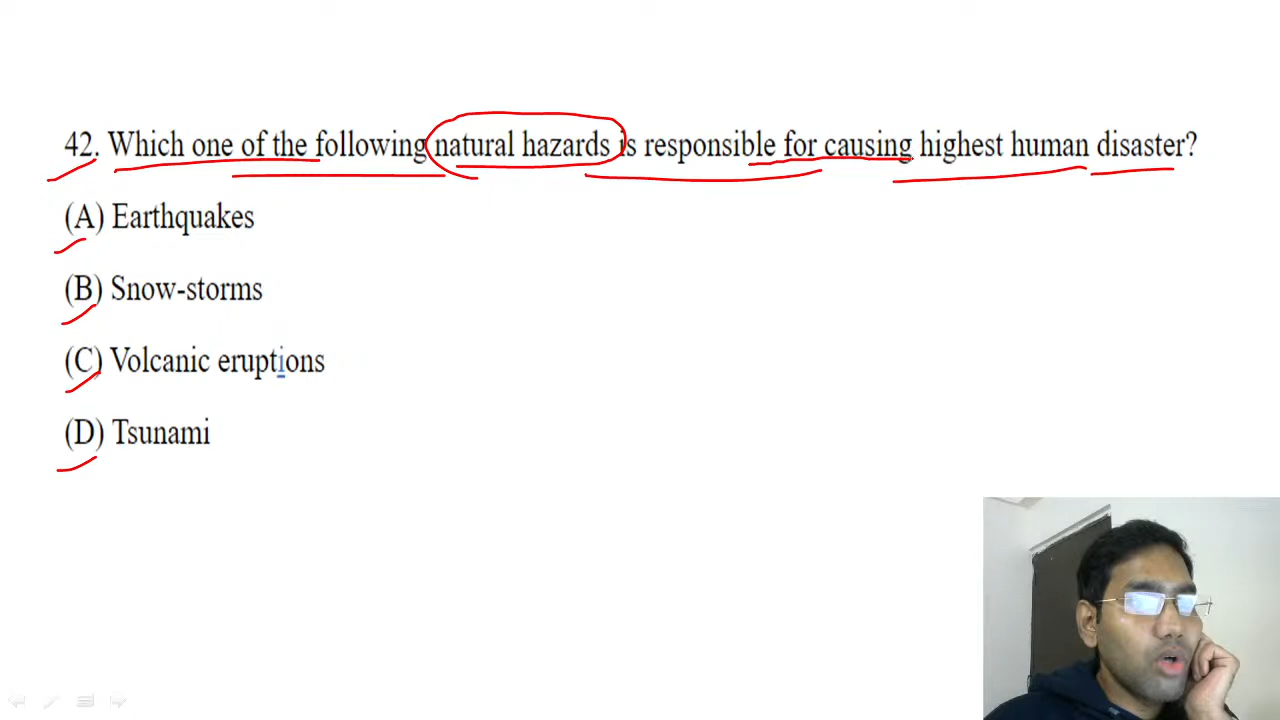 42. Which one of the following natural hazards is responsible for causing highest human disaster?
(A) Earthquakes
(B) Snow-storms
(C) Volcanic eruptions
(D) Tsunami